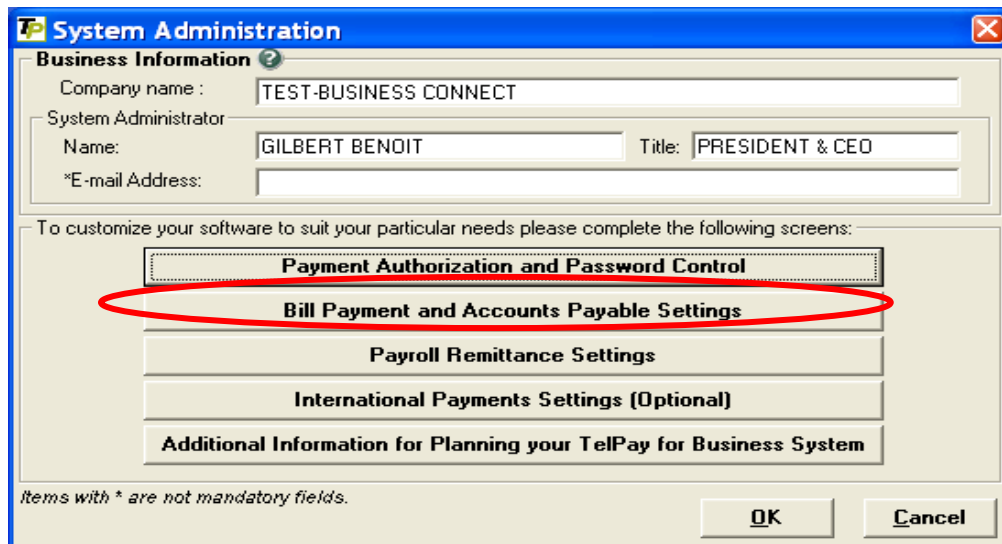 TP System Administration
Business Information ?
Company name : TEST-BUSINESS CONNECT
System Administrator
Name: GILBERT BENOIT Title: PRESIDENT & CEO
*E-mail Address:
To customize your software to suit your particular needs please complete the following screens:
Payment Authorization and Password Control
Bill Payment and Accounts Payable Settings
Payroll Remittance Settings
International Payments Settings (Optional)
Additional Information for Planning your TelPay for Business System
Items with * are not mandatory fields.
OK Cancel